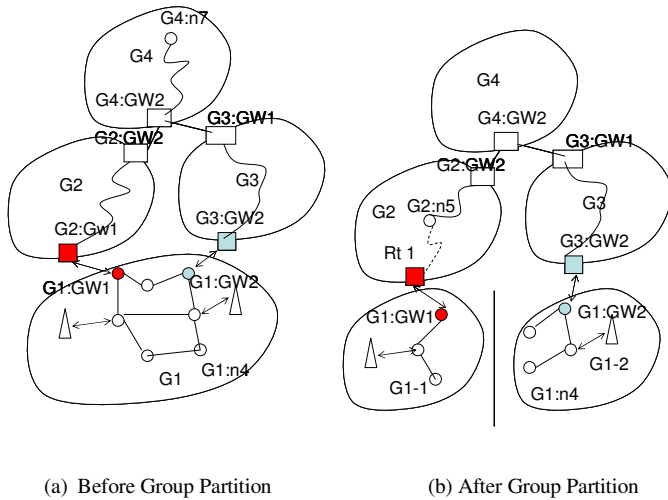 G4:n7
G4
G4:GW2
G2:GW2
G3:GW1
G2
G3
G2:Gw1
G3:GW2
G1:GW1
G1:GW2
G1
G1:n4
(a) Before Group Partition
G4
G4:GW2
G3:GW1
G2:GW2
G2
G2:n5
G3
Rt 1
G3:GW2
G1:GW1
G1:GW2
G1-1
G1-2
G1:n4
(b) After Group Partition